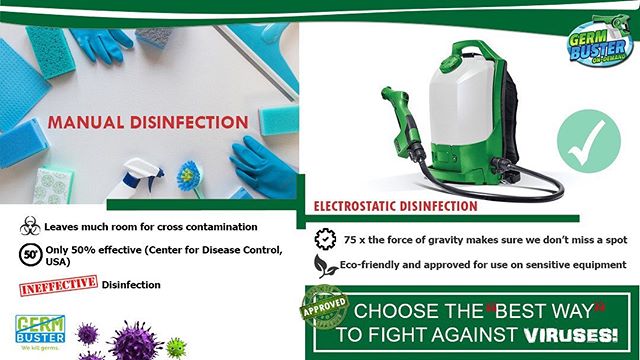 GERM
BUSTER
ON-DEMAND
MANUAL DISINFECTION
Leaves much room for cross contamination
50° Only 50% effective (Center for Disease Control,
USA)
INEFFECTIVE Disinfection
GERM
BUSTER
We kill germs.
ELECTROSTATIC DISINFECTION
75 x the force of gravity makes sure we don't miss a spot
Eco-friendly and approved for use on sensitive equipment
APPROVED
CHOOSE THE "BEST WAY"
TO FIGHT AGAINST VIRUSES!